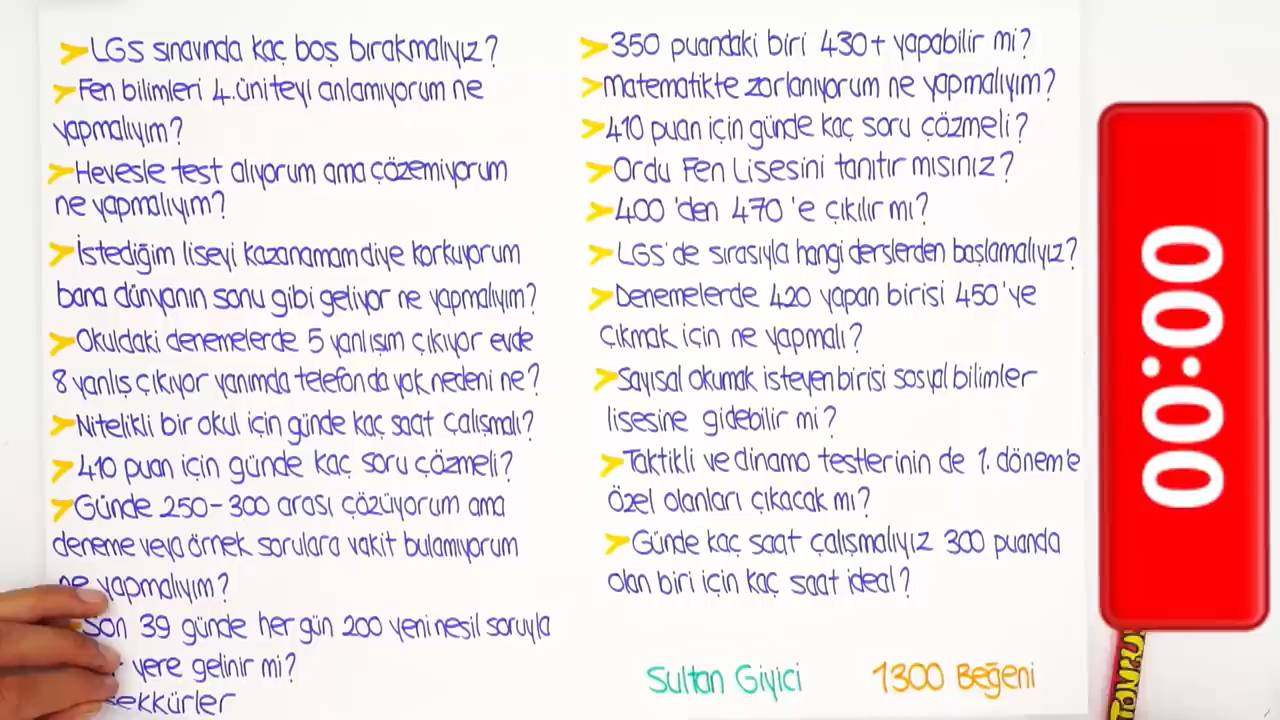 ➤LGS sınavında kaç boş bırakmalıyız?
➤Fen bilimleri 4.üniteyi anlamıyorum ne
yapmalıyım?
➤Hevesle test alıyorum ama çözemiyorum
ne yapmalıyım?
➤İstediğim liseyi kazanamam diye korkuyorum
bana dünyanın sonu gibi geliyor ne yapmalıyım?
➤Okuldaki denemelerde 5 yanlışım çıkıyor evde
8 yanlış çıkıyor yanımda telefon da yok nedeni ne?
➤Nitelikli bir okul için günde kaç saat çalışmalı?
➤410 puan için günde kaç soru çözmeli?
➤Günde 250-300 arası çözüyorum ama
deneme veya örnek sorulara vakit bulamıyorum
ne yapmalıyım?
Son 39 günde her gün 200 yeni nesil soruyla
yere gelinir mi?
➤350 puandaki biri 430+ yapabilir mi?
➤Matematikte zorlanıyorum ne yapmalıyım?
➤410 puan için günde kaç soru çözmeli?
➤Ordu Fen Lisesini tanıtır mısınız?
➤400 'den 470 'e çıkılır mı?
➤LGS'de sırasıyla hangi derslerden başlamalıyız?
➤Denemelerde 420 yapan birisi 450'ye
çıkmak için ne yapmalı?
➤Sayısal okumak isteyen birisi sosyal bilimler
lisesine gidebilir mi?
➤Taktikli ve dinamo testlerinin de 1. döneme
özel olanları çıkacak mı?
➤Günde kaç saat çalışmalıyız 300 puanda
olan biri için kaç saat ideal?
Sultan Giyici 1300 Beğeni
00:00